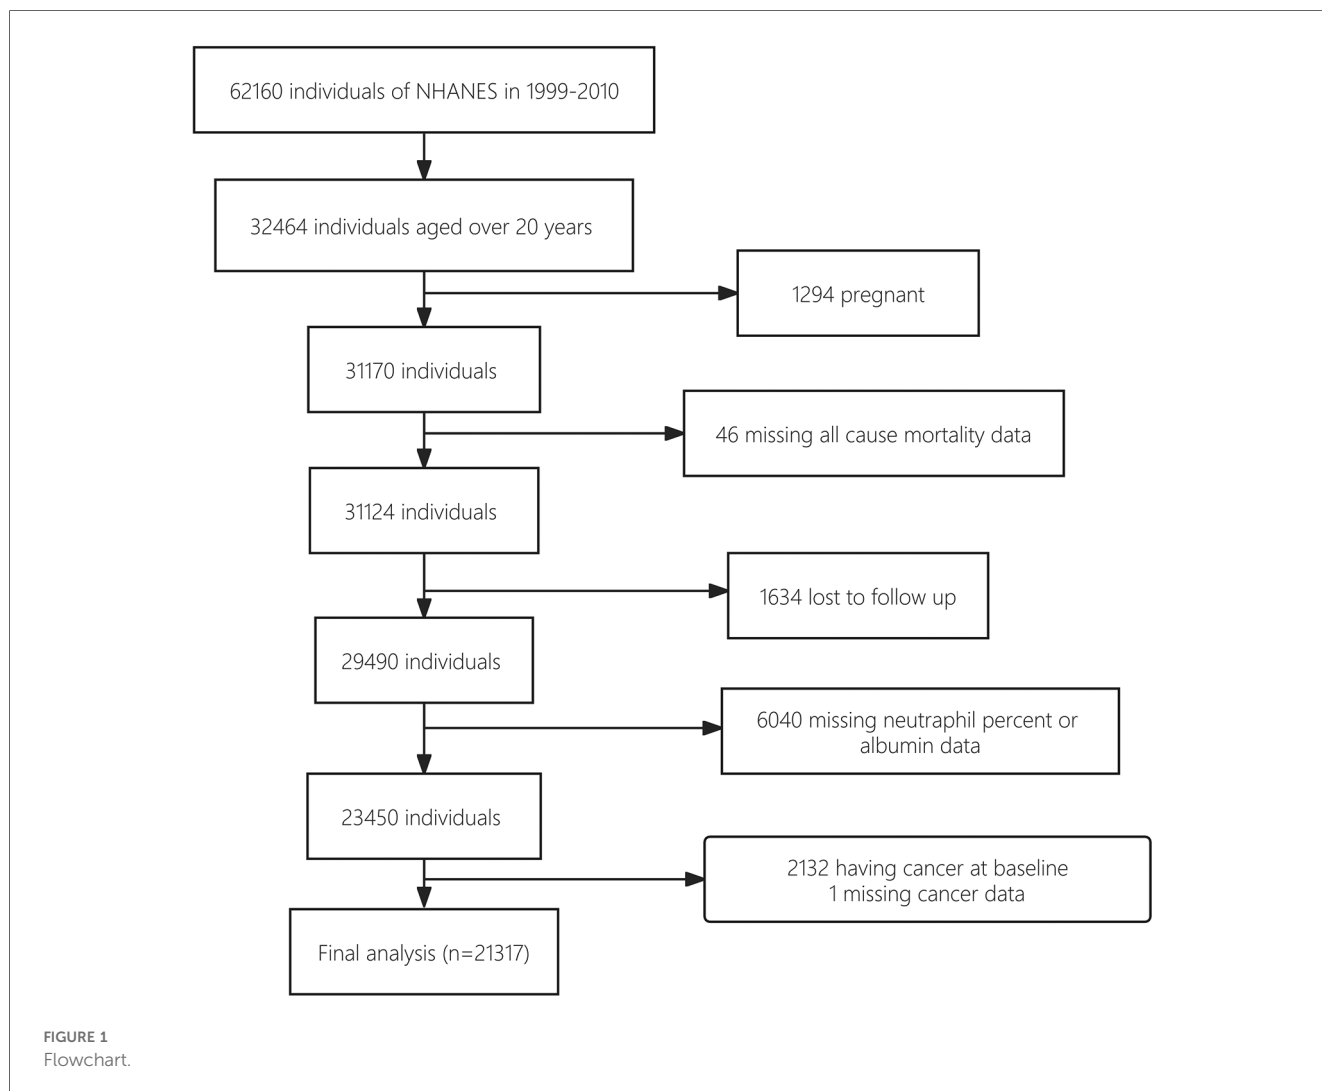 62160 individuals of NHANES in 1999-2010
32464 individuals aged over 20 years
1294 pregnant
31170 individuals
46 missing all cause mortality data
31124 individuals
1634 lost to follow up
29490 individuals
6040 missing neutraphil percent or
albumin data
23450 individuals
2132 having cancer at baseline
1 missing cancer data
Final analysis (n=21317)
FIGURE 1
Flowchart.